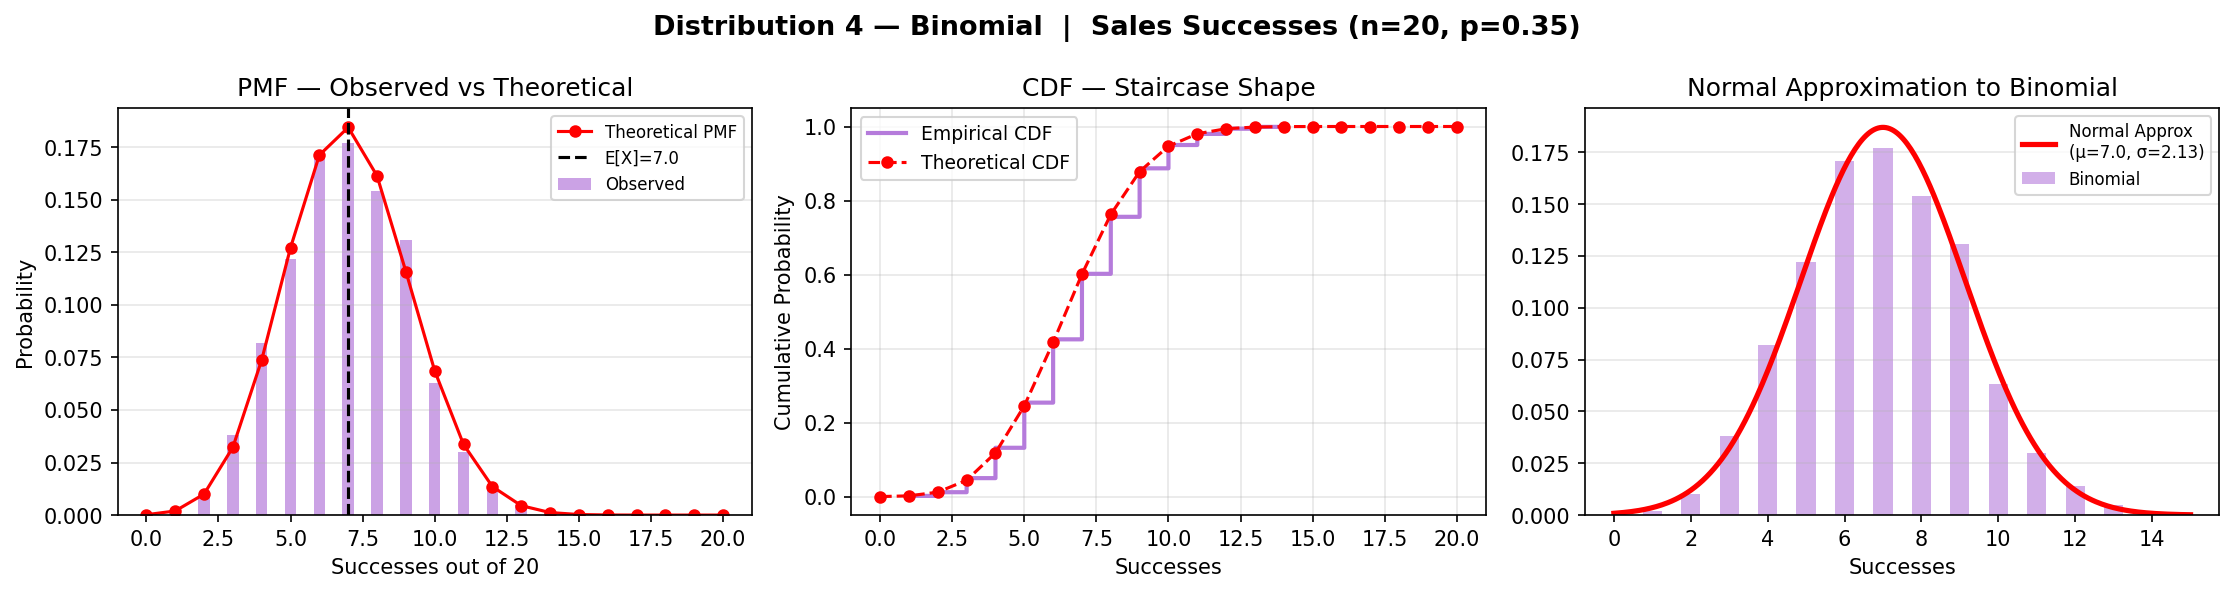 Distribution 4 — Binomial | Sales Successes (n=20, p=0.35)
PMF — Observed vs Theoretical
Theoretical PMF
E[X]=7.0
Observed
Probability
0.175
0.150
0.125
0.100
0.075
0.050
0.025
0.000
0.0 2.5 5.0 7.5 10.0 12.5 15.0 17.5 20.0
Successes out of 20
CDF — Staircase Shape
Empirical CDF
Theoretical CDF
Cumulative Probability
1.0
0.8
0.6
0.4
0.2
0.0
0.0 2.5 5.0 7.5 10.0 12.5 15.0 17.5 20.0
Successes
Normal Approximation to Binomial
Normal Approx
(μ=7.0, σ=2.13)
Binomial
0.175
0.150
0.125
0.100
0.075
0.050
0.025
0.000
0 2 4 6 8 10 12 14
Successes